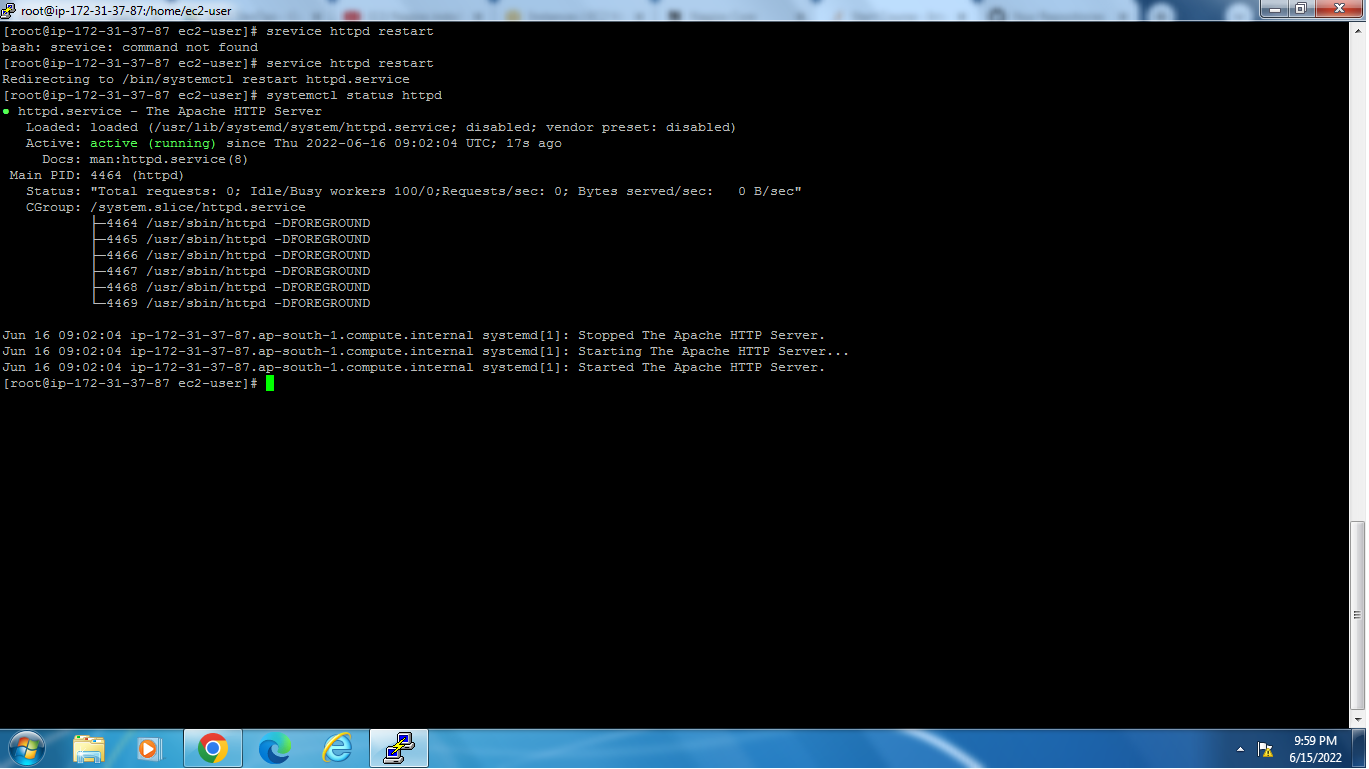 root@ip-172-31-37-87:/home/ec2-user
[root@ip-172-31-37-87 ec2-user]# srevice httpd restart
bash: srevice: command not found
[root@ip-172-31-37-87 ec2-user]# service httpd restart
Redirecting to /bin/systemctl restart httpd.service
[root@ip-172-31-37-87 ec2-user]# systemctl status httpd
● httpd.service - The Apache HTTP Server
   Loaded: loaded (/usr/lib/systemd/system/httpd.service; disabled; vendor preset: disabled)
   Active: active (running) since Thu 2022-06-16 09:02:04 UTC; 17s ago
     Docs: man:httpd.service(8)
 Main PID: 4464 (httpd)
   Status: "Total requests: 0; Idle/Busy workers 100/0;Requests/sec: 0; Bytes served/sec:   0 B/sec"
   CGroup: /system.slice/httpd.service
           ├─4464 /usr/sbin/httpd -DFOREGROUND
           ├─4465 /usr/sbin/httpd -DFOREGROUND
           ├─4466 /usr/sbin/httpd -DFOREGROUND
           ├─4467 /usr/sbin/httpd -DFOREGROUND
           ├─4468 /usr/sbin/httpd -DFOREGROUND
           └─4469 /usr/sbin/httpd -DFOREGROUND
Jun 16 09:02:04 ip-172-31-37-87.ap-south-1.compute.internal systemd[1]: Stopped The Apache HTTP Server.
Jun 16 09:02:04 ip-172-31-37-87.ap-south-1.compute.internal systemd[1]: Starting The Apache HTTP Server...
Jun 16 09:02:04 ip-172-31-37-87.ap-south-1.compute.internal systemd[1]: Started The Apache HTTP Server.
[root@ip-172-31-37-87 ec2-user]#
9:59 PM
6/15/2022